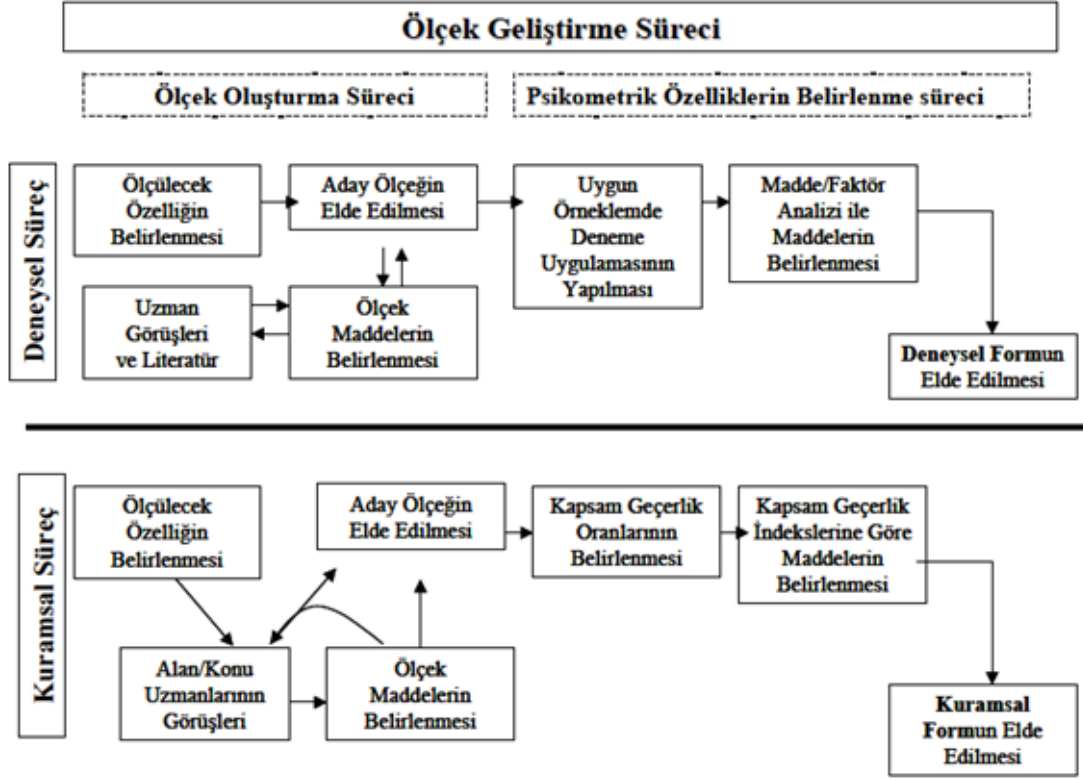 Ölçek Geliştirme Süreci
Ölçek Oluşturma Süreci
Psikometrik Özelliklerin Belirlenme süreci
Deneysel Süreç
Ölçülecek
Özelliğin
Belirlenmesi
Aday Ölçeğin
Elde Edilmesi
Uygun
Örneklemde
Deneme
Uygulamasının
Yapılması
Madde/Faktör
Analizi ile
Maddelerin
Belirlenmesi
Uzman
Görüşleri
ve Literatür
Ölçek
Maddelerin
Belirlenmesi
Deneysel Formun
Elde Edilmesi
Kuramsal Süreç
Ölçülecek
Özelliğin
Belirlenmesi
Aday Ölçeğin
Elde Edilmesi
Kapsam Geçerlik
Oranlarının
Belirlenmesi
Kapsam Geçerlik
İndekslerine Göre
Maddelerin
Belirlenmesi
Alan/Konu
Uzmanlarının
Görüşleri
Ölçek
Maddelerin
Belirlenmesi
Kuramsal
Formun Elde
Edilmesi